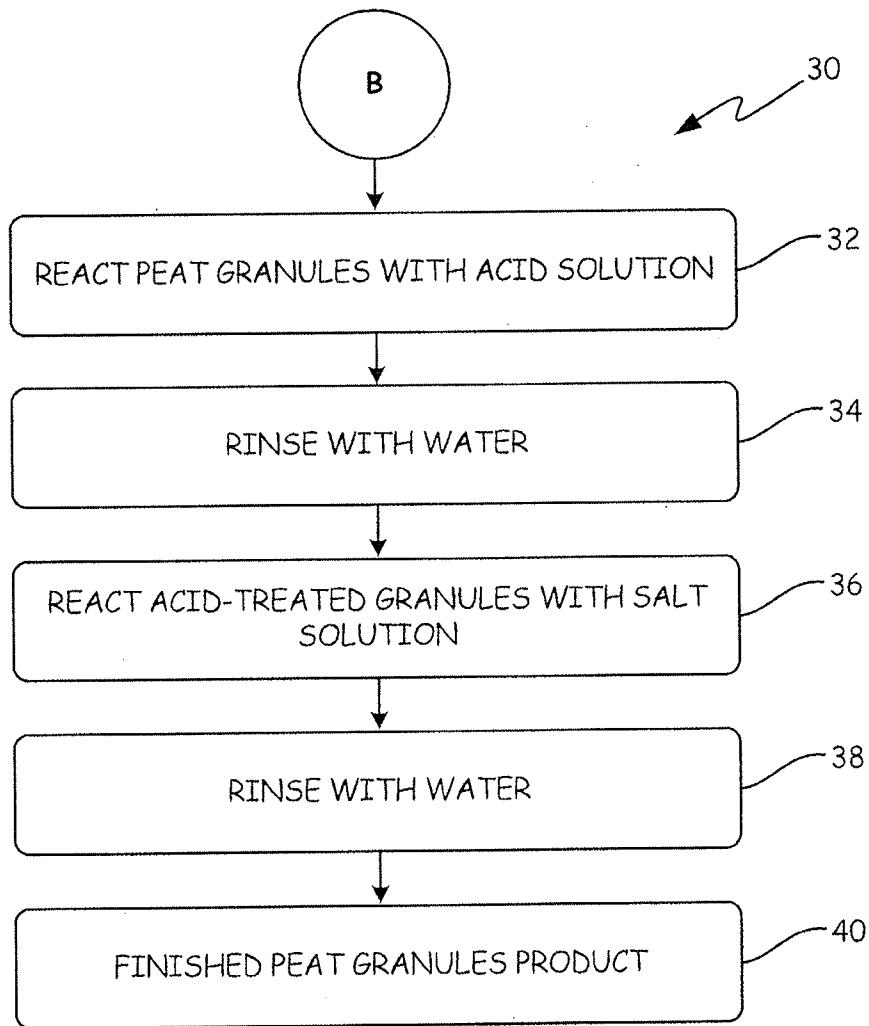 B
30
REACT PEAT GRANULES WITH ACID SOLUTION
32
RINSE WITH WATER
34
REACT ACID-TREATED GRANULES WITH SALT
SOLUTION
36
RINSE WITH WATER
38
FINISHED PEAT GRANULES PRODUCT
40